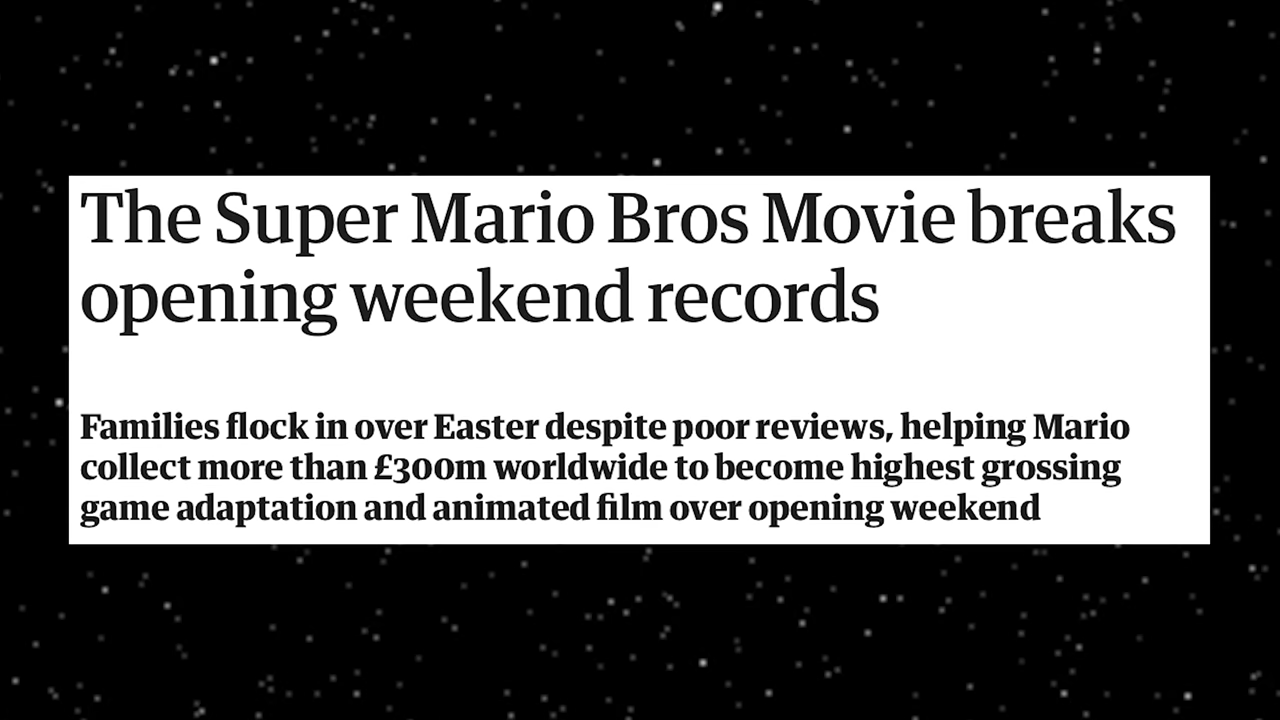 The Super Mario Bros Movie breaks
opening weekend records
Families flock in over Easter despite poor reviews, helping Mario
collect more than £300m worldwide to become highest grossing
game adaptation and animated film over opening weekend